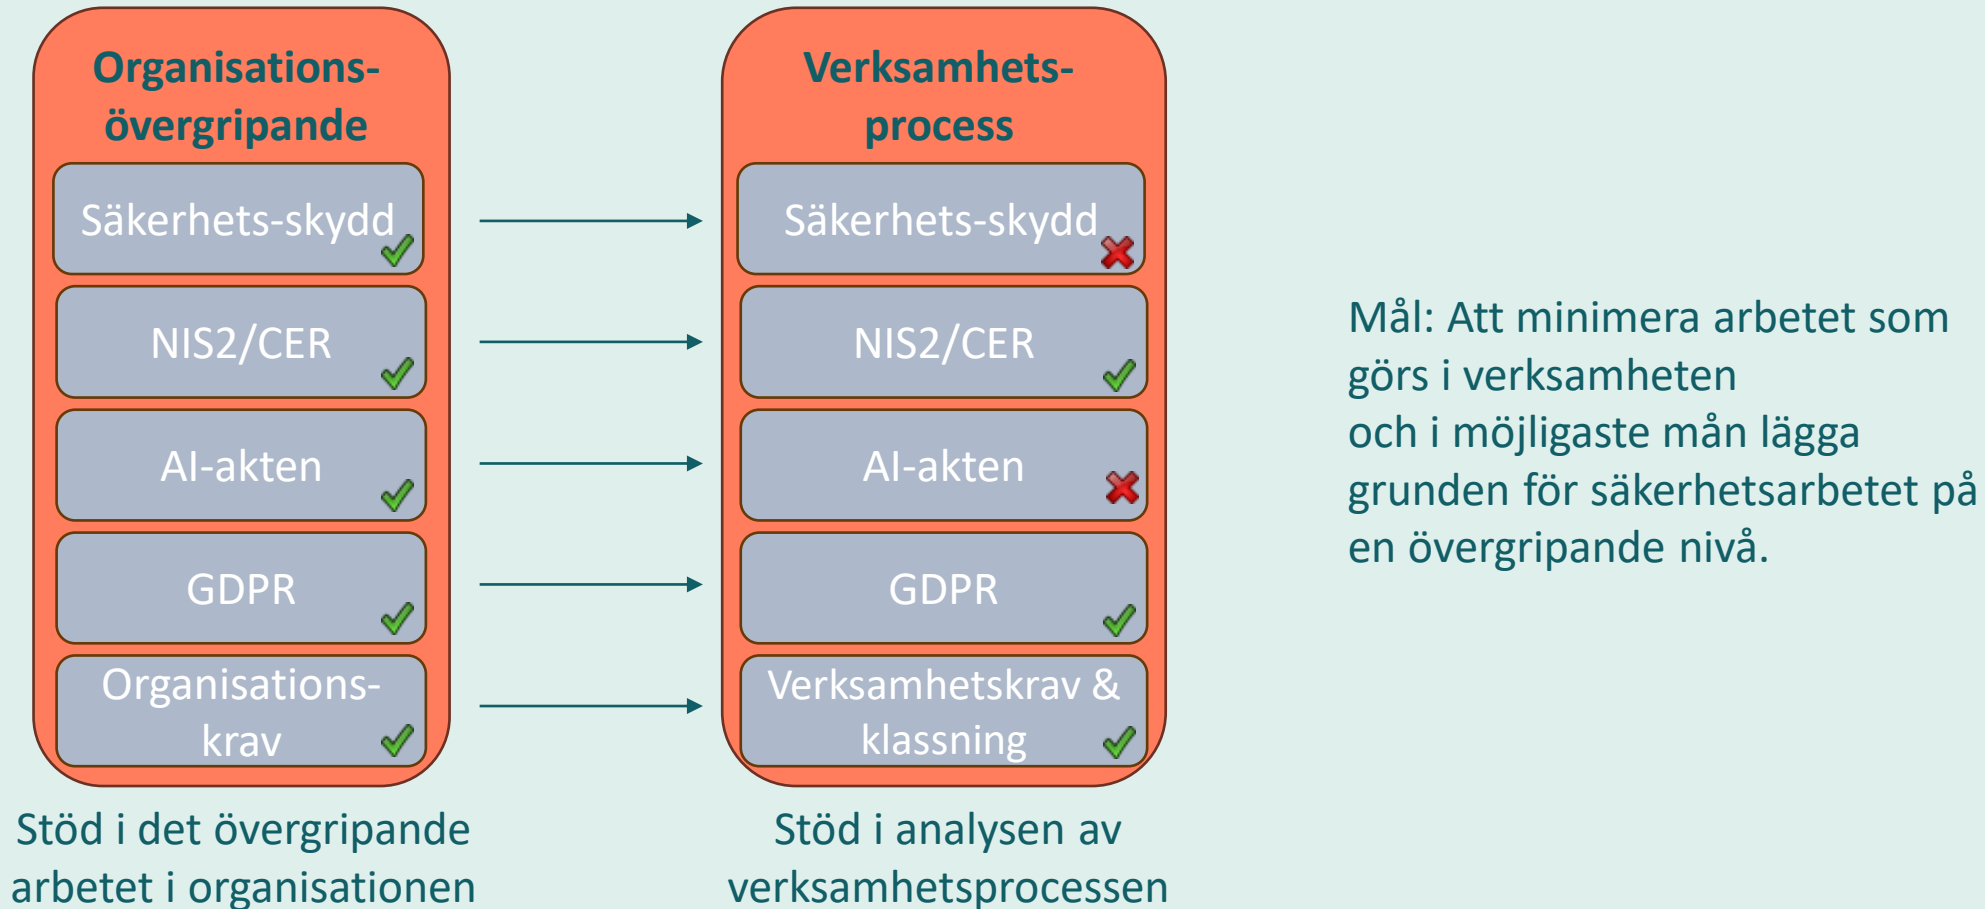 Organisations-
övergripande
Säkerhets-skydd
NIS2/CER
AI-akten
GDPR
Organisations-
krav
Stöd i det övergripande
arbetet i organisationen
Verksamhets-
process
Säkerhets-skydd
NIS2/CER
AI-akten
GDPR
Verksamhetskrav &
klassning
Stöd i analysen av
verksamhetsprocessen
Mål: Att minimera arbetet som
görs i verksamheten
och i möjligaste mån lägga
grunden för säkerhetsarbetet på
en övergripande nivå.